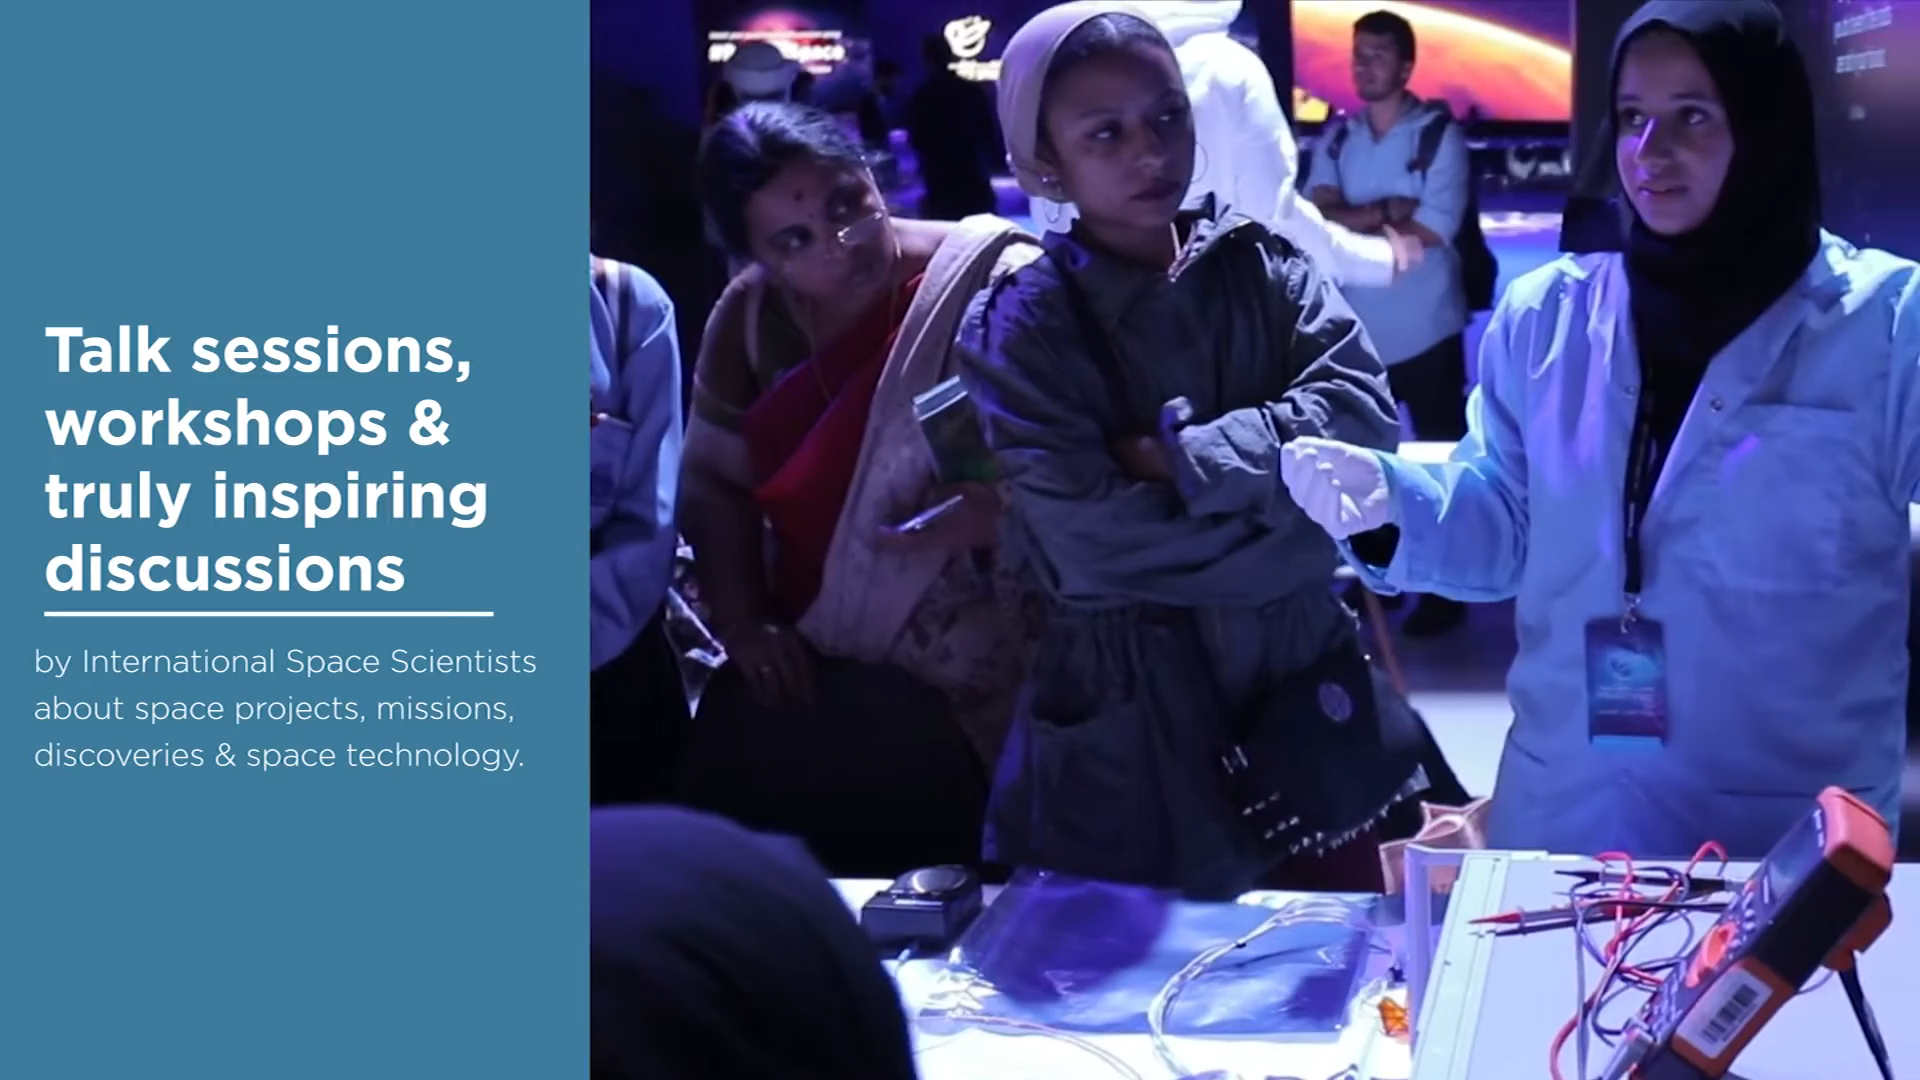 Talk sessions,
workshops &
truly inspiring
discussions
by International Space Scientists
about space projects, missions,
discoveries & space technology.